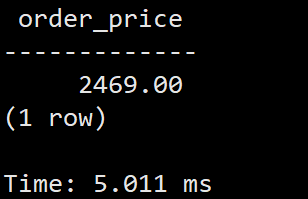 order_price
-------------
2469.00
(1 row)
Time: 5.011 ms